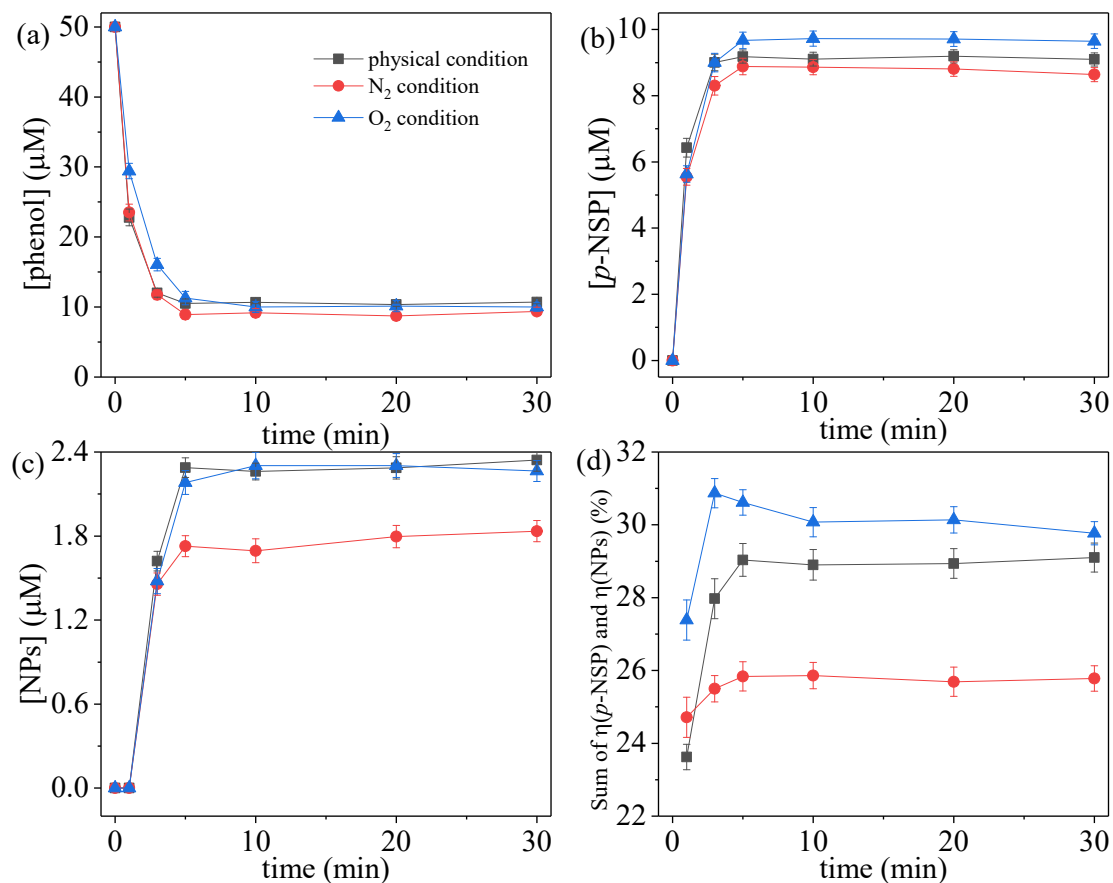 (a)
50
40
30
20
10
0
[phenol] (μM)
physical condition
N₂ condition
O₂ condition
0 10 20 30
time (min)
(b)
10
8
6
4
2
0
[p-NSP] (μM)
0 10 20 30
time (min)
(c)
2.4
1.8
1.2
0.6
0.0
[NPs] (μM)
0 10 20 30
time (min)
(d)
32
30
28
26
24
22
Sum of η(p-NSP) and η(NPs) (%)
0 10 20 30
time (min)